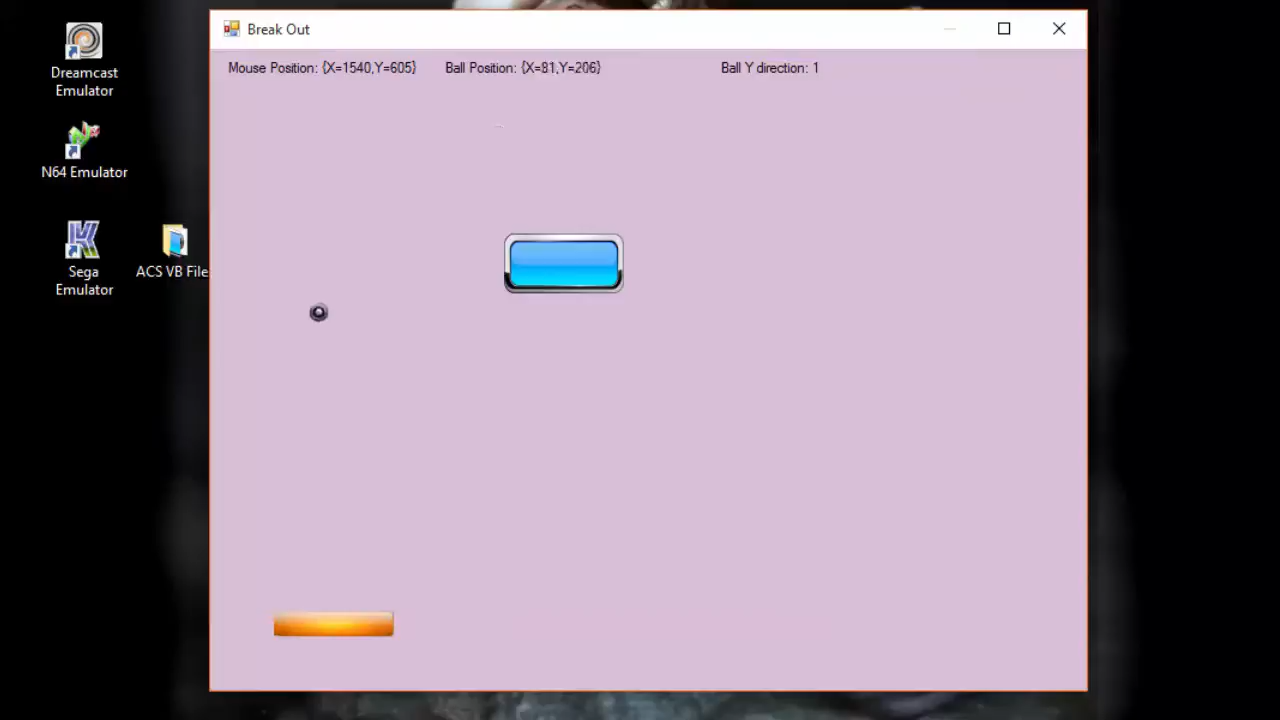 Break Out
Mouse Position: {X=1540,Y=605} Ball Position: {X=81,Y=206} Ball Y direction: 1
Dreamcast
Emulator
N64 Emulator
Sega
Emulator
ACS VB File